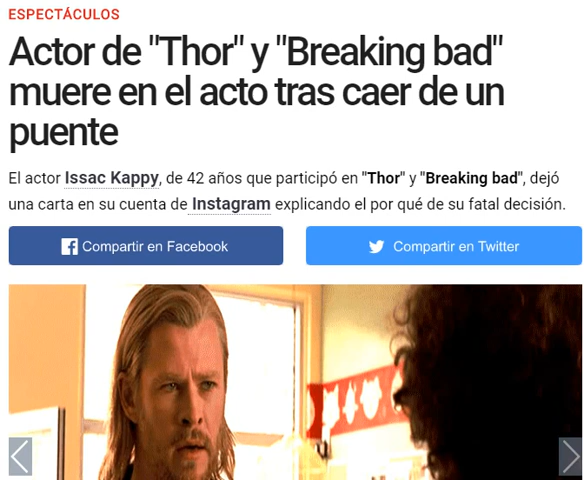 ESPECTÁCULOS
Actor de "Thor" y "Breaking bad"
muere en el acto tras caer de un
puente
El actor Issac Kappy, de 42 años que participó en "Thor" y "Breaking bad", dejó
una carta en su cuenta de Instagram explicando el por qué de su fatal decisión.
Compartir en Facebook
Compartir en Twitter